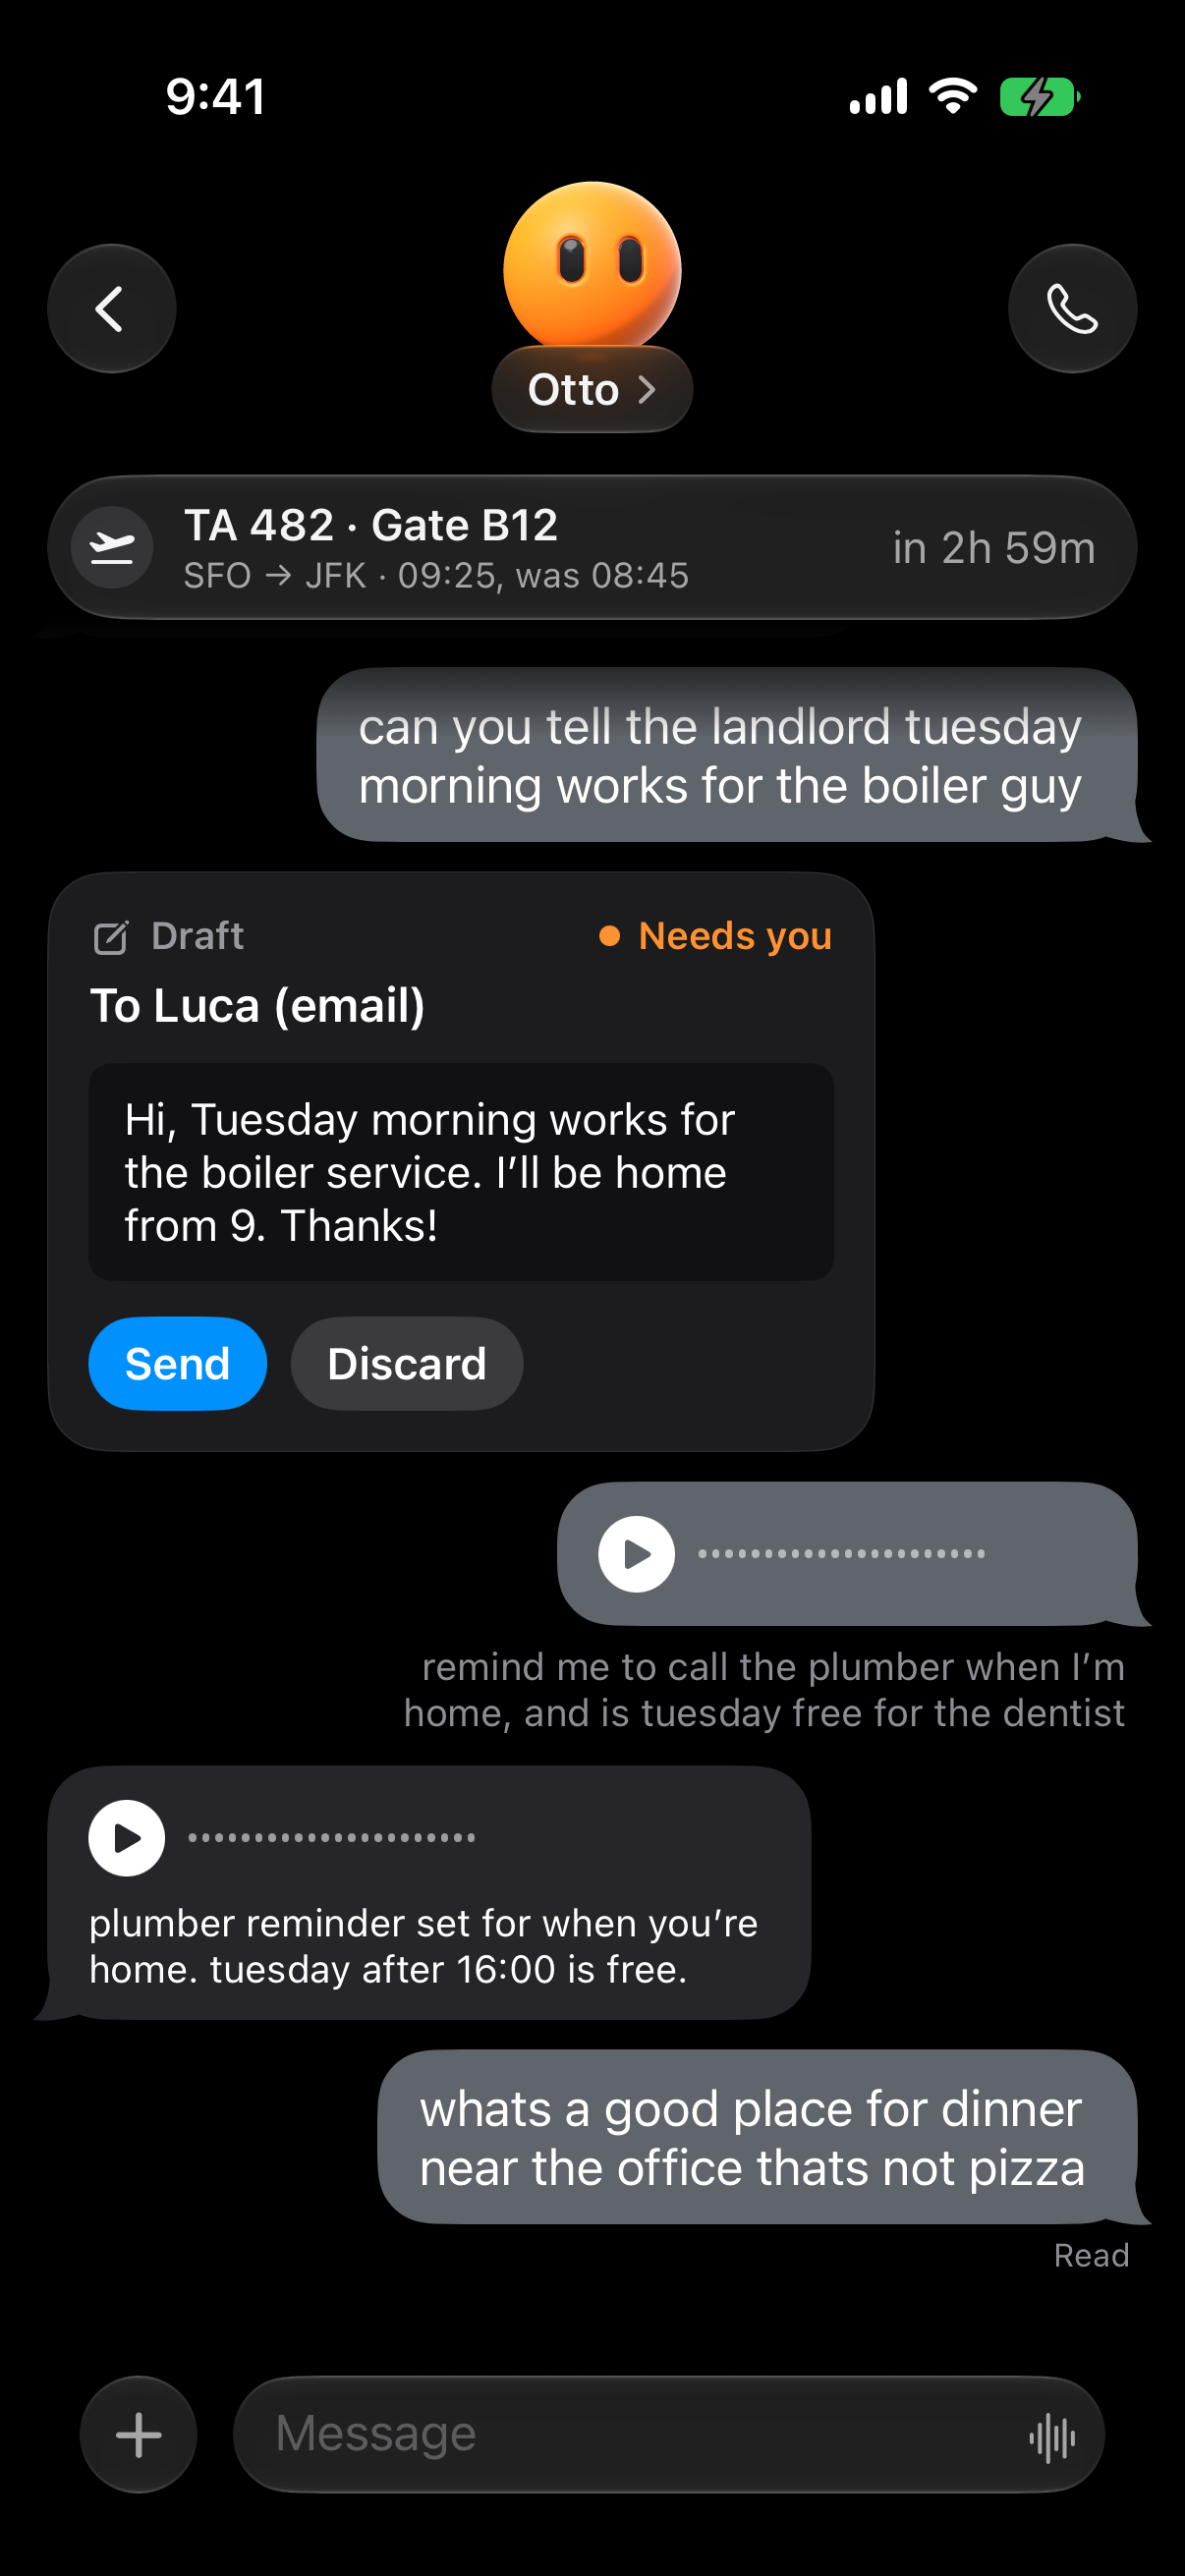 9:41
Otto
TA 482 · Gate B12
SFO → JFK · 09:25, was 08:45
in 2h 59m
can you tell the landlord tuesday
morning works for the boiler guy
Draft
Needs you
To Luca (email)
Hi, Tuesday morning works for
the boiler service. I’ll be home
from 9. Thanks!
Send
Discard
remind me to call the plumber when I’m
home, and is tuesday free for the dentist
plumber reminder set for when you’re
home. tuesday after 16:00 is free.
whats a good place for dinner
near the office thats not pizza
Read
Message